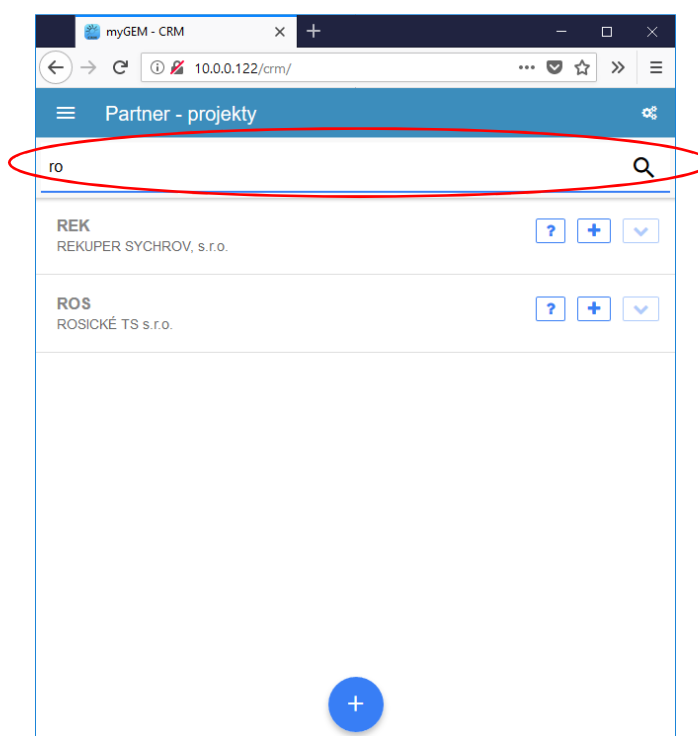 myGEM - CRM
10.0.0.122/crm/
Partner - projekty
ro
REK
REKUPER SYCHROV, s.r.o.
?
ROS
ROSICKÉ TS s.r.o.
?